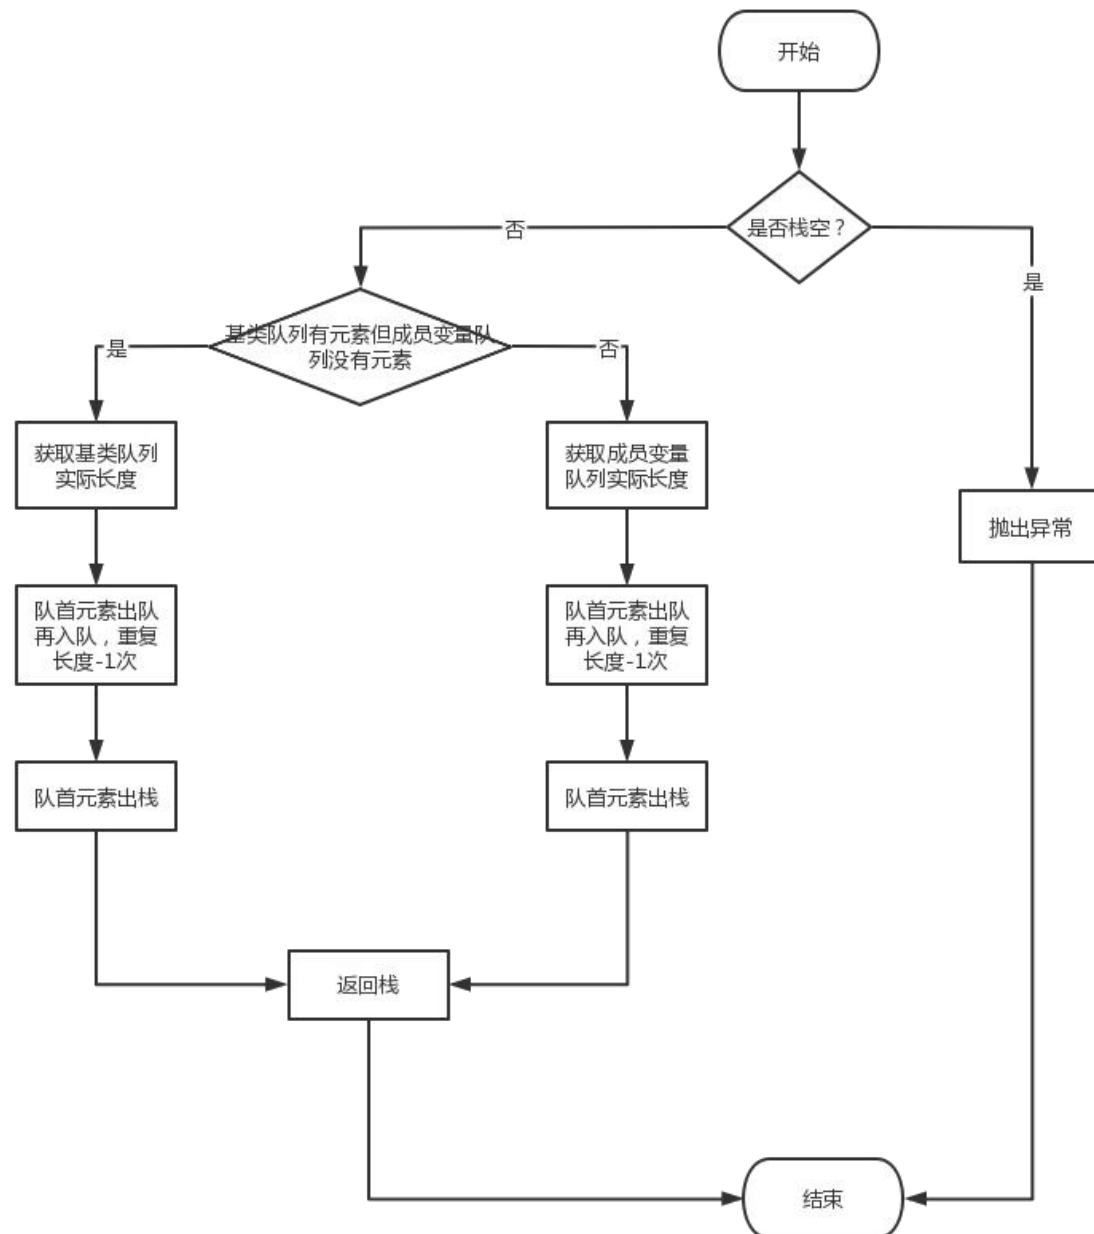 开始
是否栈空？
否
是
基类队列有元素但成员变量队
列没有元素
是
否
获取基类队列
实际长度
获取成员变量
队列实际长度
抛出异常
队首元素出队
再入队，重复
长度-1次
队首元素出队
再入队，重复
长度-1次
队首元素出栈
队首元素出栈
返回栈
结束